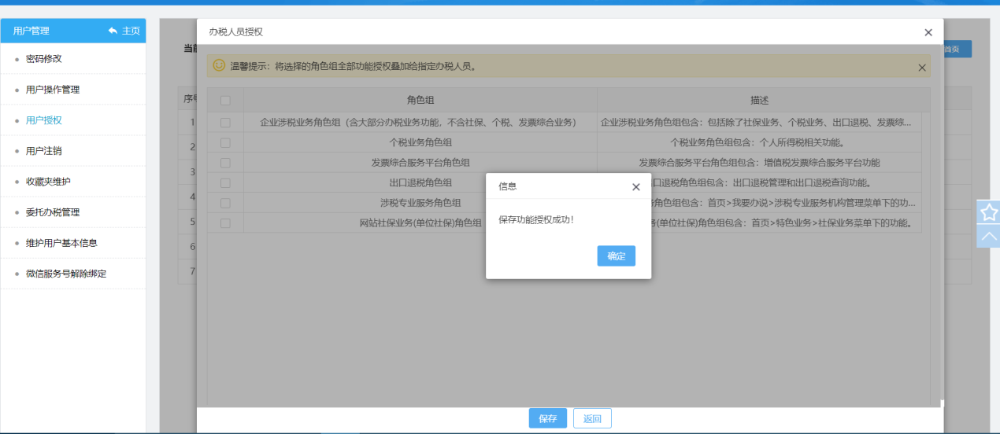 用户管理
主页
密码修改
用户操作管理
用户授权
用户注销
收藏夹维护
委托办税管理
维护用户基本信息
微信服务号解除绑定
当前
首页
序号
1
2
3
4
5
6
7
办税人员授权
温馨提示：将选择的角色组全部功能授权叠加给指定办税人员。
角色组 描述
企业涉税业务角色组（含大部分办税业务功能，不含社保、个税、发票综合业务） 企业涉税业务角色组包含：包括除了社保业务、个税业务、出口退税、发票综...
个税业务角色组 个税业务角色组包含：个人所得税相关功能。
发票综合服务平台角色组 发票综合服务平台角色组包含：增值税发票综合服务平台功能
出口退税角色组 口退税角色组包含：出口退税管理和出口退税查询功能。
涉税专业服务角色组 角色组包含：首页>我要办说>涉税专业服务机构管理菜单下的功...
网站社保业务(单位社保)角色组 (单位社保)角色组包含：首页>特色业务>社保业务菜单下的功能。
信息
保存功能授权成功!
确定
保存
返回